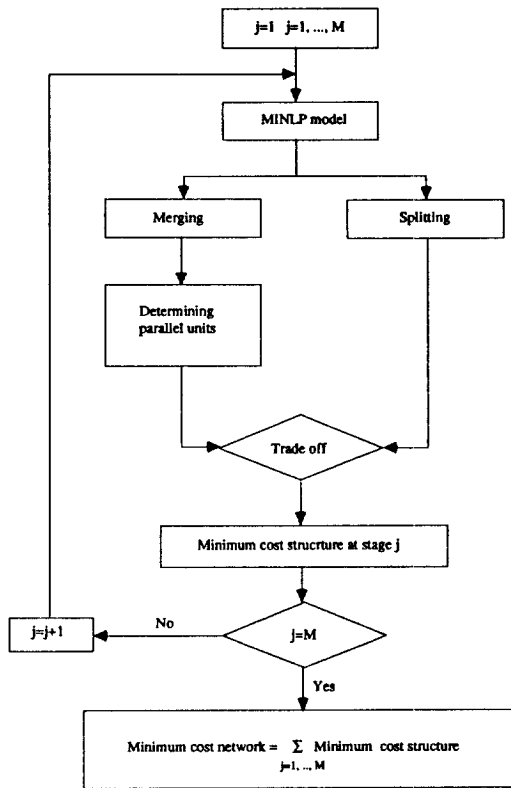 j=1 j=1, ..., M
MINLP model
Merging
Splitting
Determining
parallel units
Trade off
Minimum cost strucrture at stage j
No
j=j+1
j=M
Yes
Minimum cost network = Σ Minimum cost structure
j=1, .., M